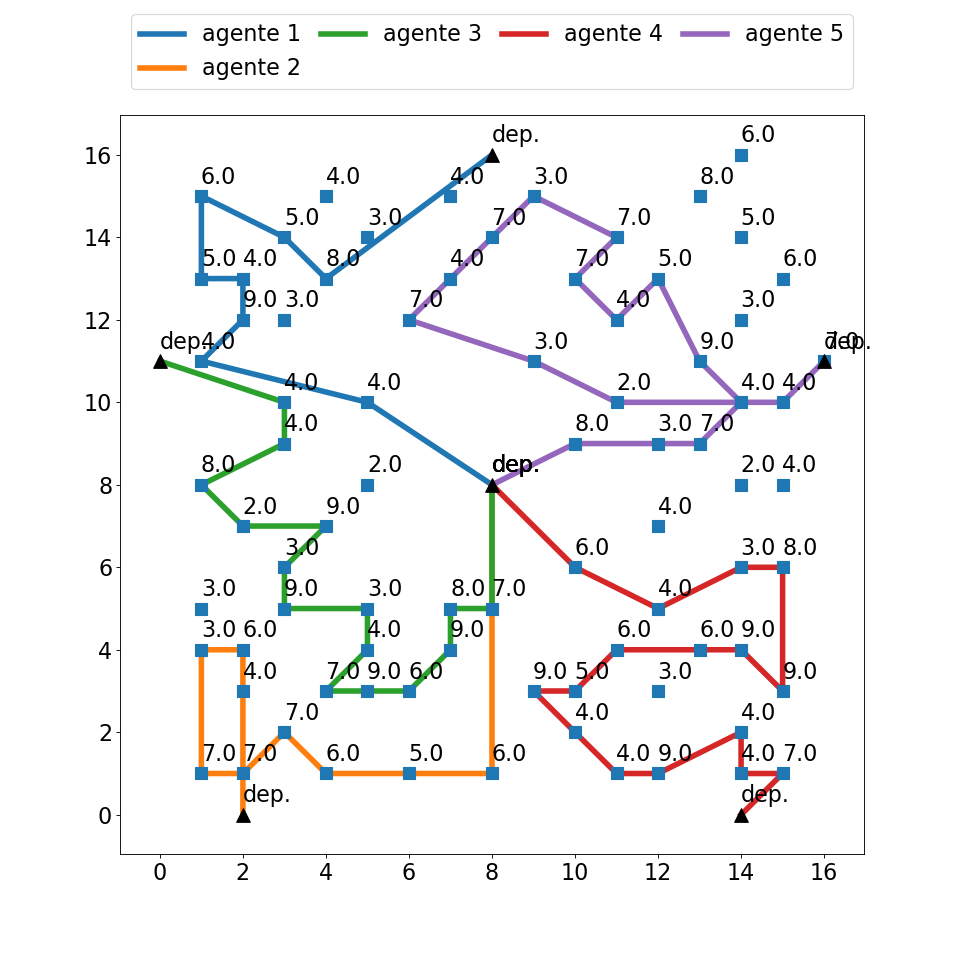 agente 1 agente 3 agente 4 agente 5
agente 2
dep.
6.0
16
6.0 4.0 4.0 3.0 8.0
5.0 3.0 7.0 7.0 5.0
14
5.0 4.0 8.0 4.0 7.0 5.0 6.0
9.0 3.0 7.0 4.0 3.0
12
dep. 4.0 3.0 9.0 7.0 dep.
4.0 4.0 2.0 4.0 4.0
10
4.0 8.0 3.0 7.0
8.0 2.0 dep. 2.0 4.0
8
2.0 9.0 4.0
3.0 6.0 3.0 8.0
6
3.0 9.0 3.0 8.0 7.0 4.0
3.0 6.0 4.0 9.0 6.0 6.0 9.0
4
4.0 7.0 9.0 6.0 9.0 5.0 3.0 9.0
7.0 4.0 4.0
2
7.0 7.0 6.0 5.0 6.0 4.0 9.0 4.0 7.0
dep. dep.
0
0 2 4 6 8 10 12 14 16